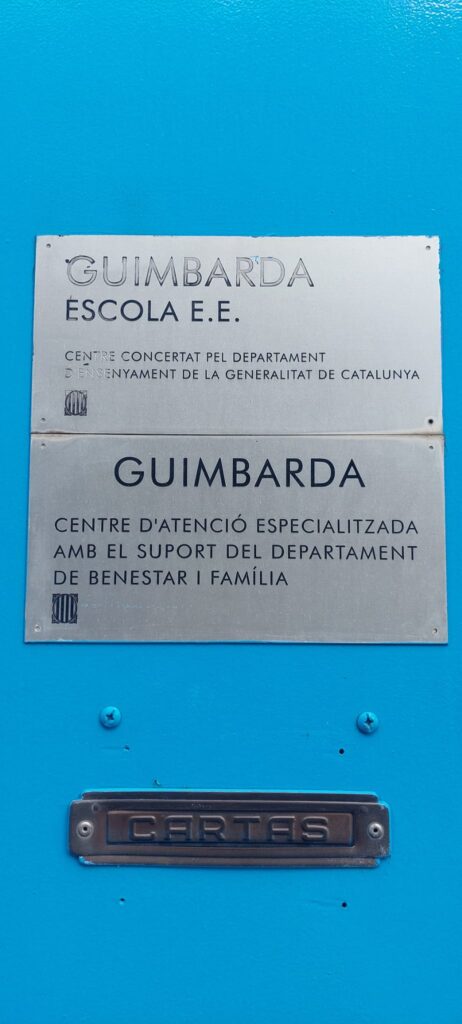 GUIMBARDA
ESCOLA E.E.
CENTRE CONCERTAT PEL DEPARTAMENT
D'ENSENYAMENT DE LA GENERALITAT DE CATALUNYA
GUIMBARDA
CENTRE D'ATENCIÓ ESPECIALITZADA
AMB EL SUPORT DEL DEPARTAMENT
DE BENESTAR I FAMÍLIA
CARTAS